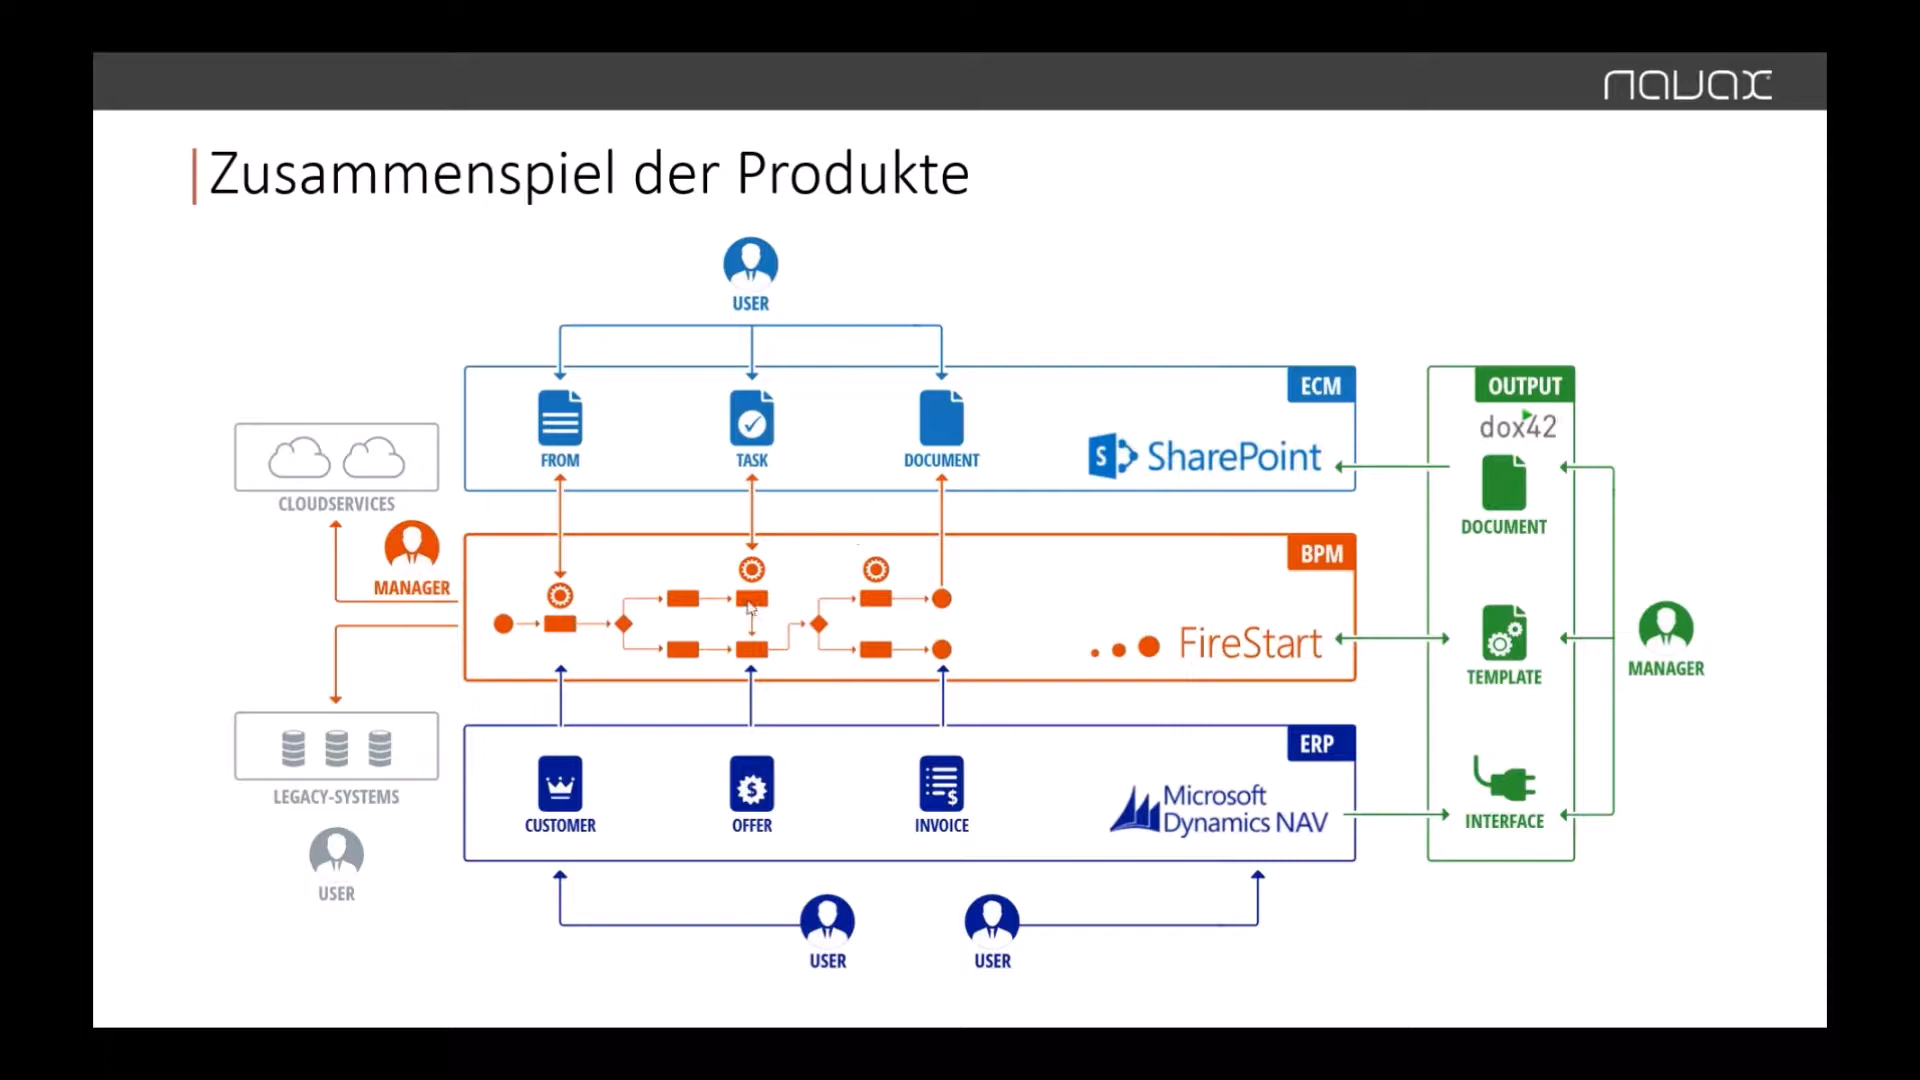 navax
Zusammenspiel der Produkte
USER
ECM
OUTPUT
dox42
FROM
TASK
DOCUMENT
S
SharePoint
CLOUDSERVICES
DOCUMENT
MANAGER
BPM
FireStart
TEMPLATE
MANAGER
ERP
LEGACY-SYSTEMS
$
$
CUSTOMER
OFFER
INVOICE
Microsoft
Dynamics NAV
INTERFACE
USER
USER
USER